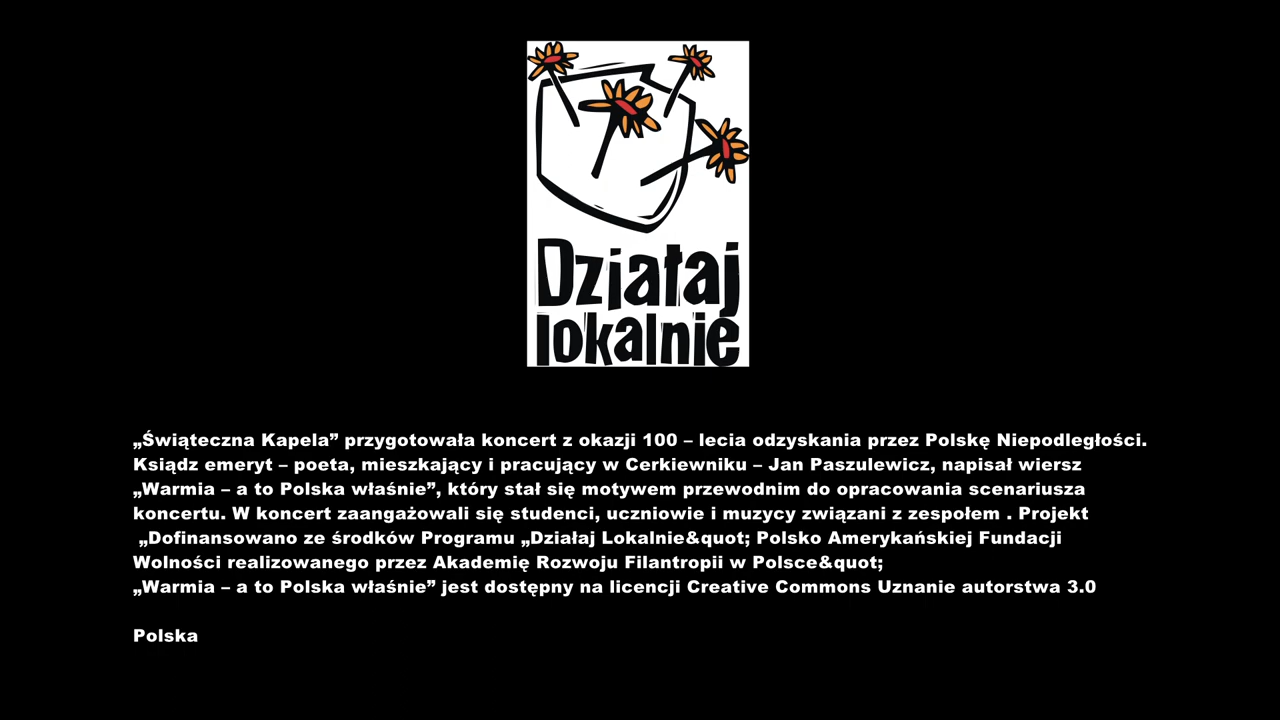 Działaj
lokalnie
„Świąteczna Kapela” przygotowała koncert z okazji 100 – lecia odzyskania przez Polskę Niepodległości.
Ksiądz emeryt – poeta, mieszkający i pracujący w Cerkiewniku – Jan Paszulewicz, napisał wiersz
„Warmia – a to Polska właśnie”, który stał się motywem przewodnim do opracowania scenariusza
koncertu. W koncert zaangażowali się studenci, uczniowie i muzycy związani z zespołem . Projekt
„Dofinansowano ze środków Programu „Działaj Lokalnie&quot; Polsko Amerykańskiej Fundacji
Wolności realizowanego przez Akademię Rozwoju Filantropii w Polsce&quot;
„Warmia – a to Polska właśnie” jest dostępny na licencji Creative Commons Uznanie autorstwa 3.0
Polska